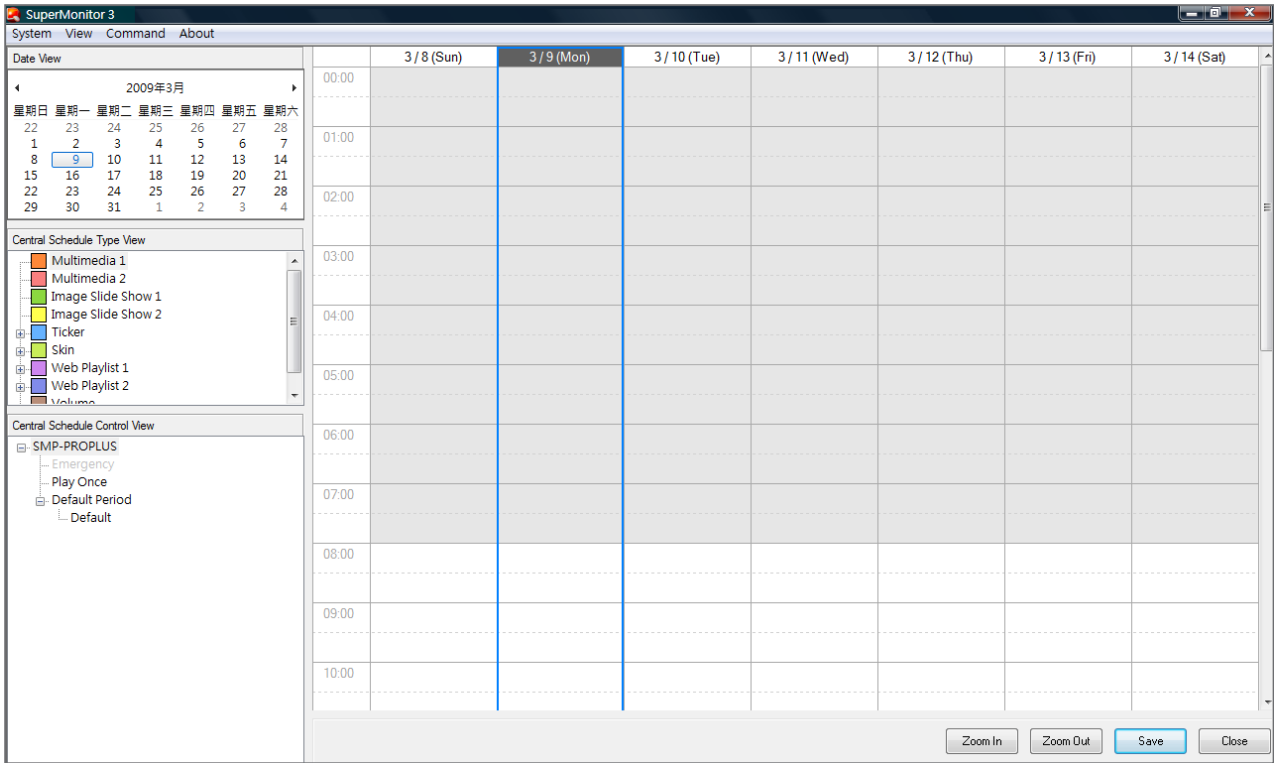 SuperMonitor 3
System View Command About
Date View
2009年3月
星期日 星期一 星期二 星期三 星期四 星期五 星期六
22 23 24 25 26 27 28
1 2 3 4 5 6 7
8 9 10 11 12 13 14
15 16 17 18 19 20 21
22 23 24 25 26 27 28
29 30 31 1 2 3 4
Central Schedule Type View
Multimedia 1
Multimedia 2
Image Slide Show 1
Image Slide Show 2
Ticker
Skin
Web Playlist 1
Web Playlist 2
Volume
Central Schedule Control View
SMP-PROPLUS
Emergency
Play Once
Default Period
Default
3 / 8 (Sun) 3 / 9 (Mon) 3 / 10 (Tue) 3 / 11 (Wed) 3 / 12 (Thu) 3 / 13 (Fri) 3 / 14 (Sat)
00:00
01:00
02:00
03:00
04:00
05:00
06:00
07:00
08:00
09:00
10:00
Zoom In Zoom Out Save Close